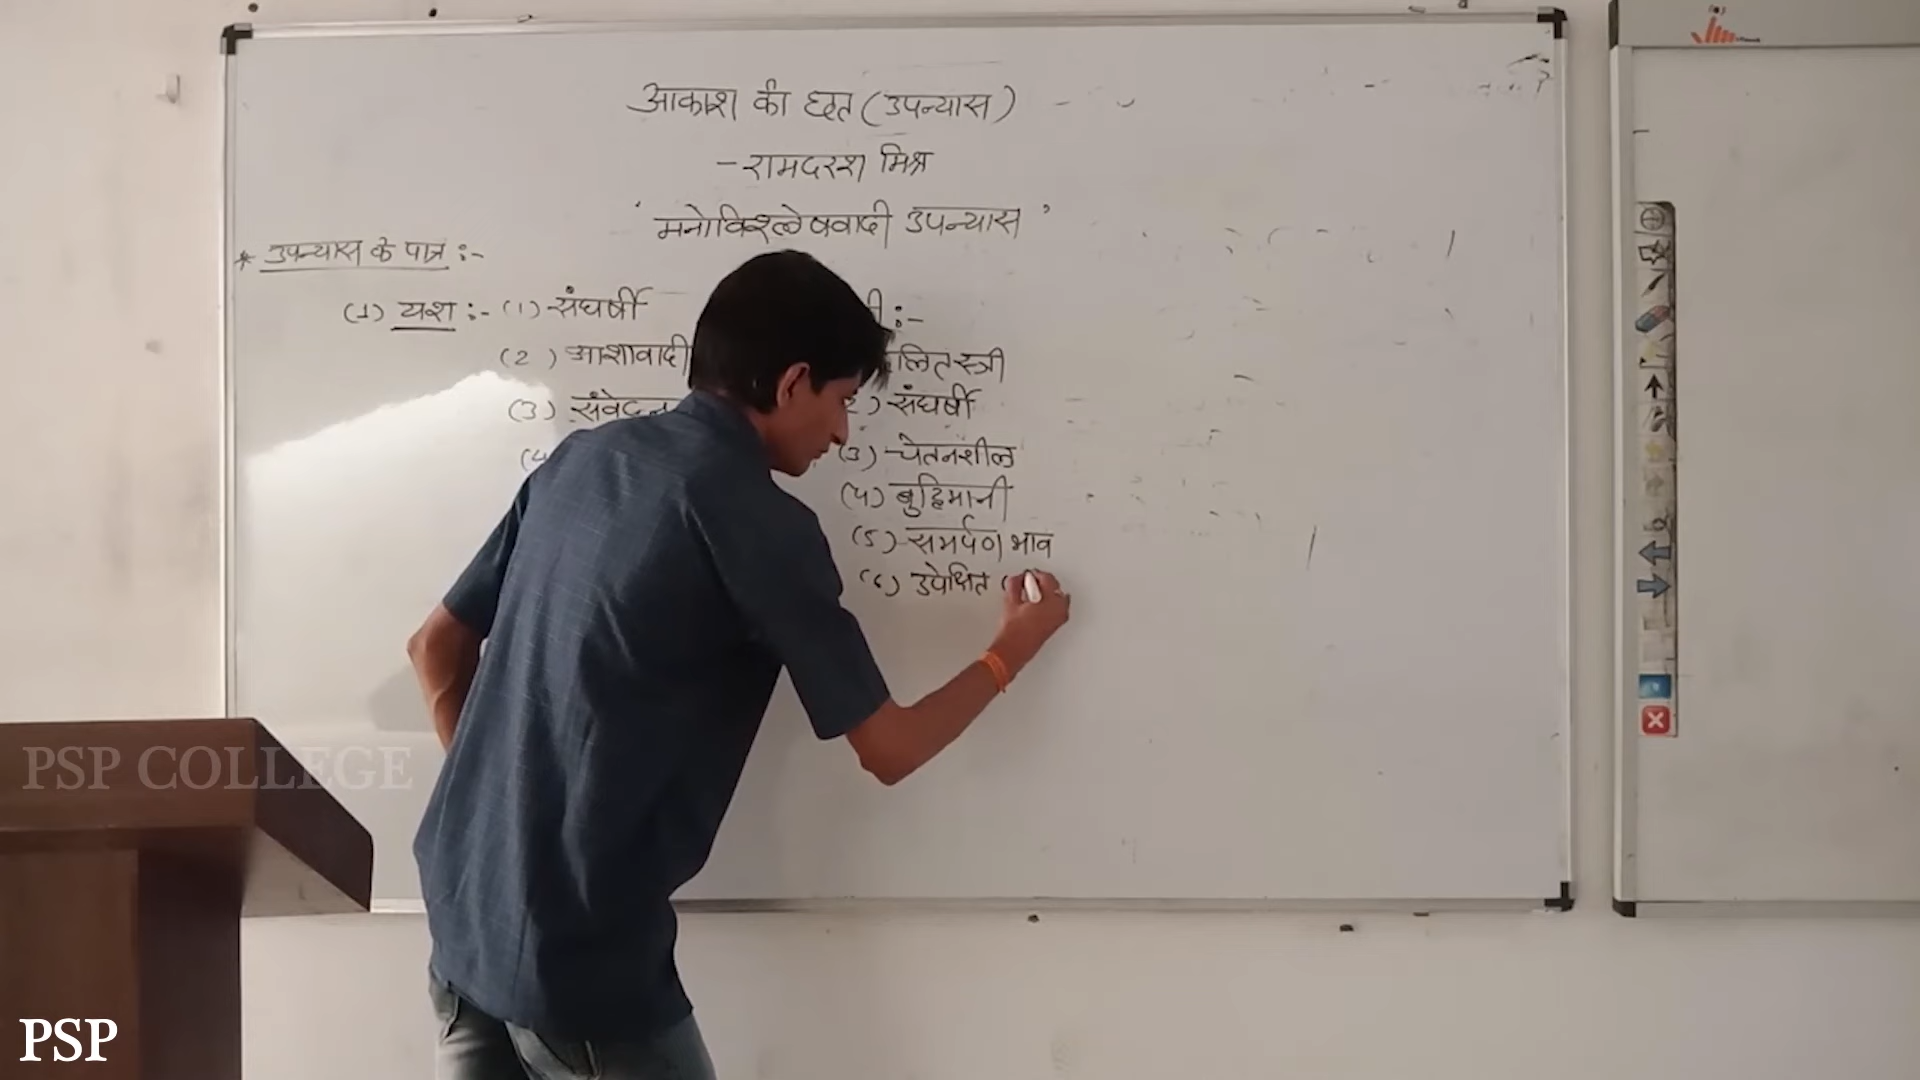 आकाश की छत (उपन्यास)
- रामदरश मिश्र
' मनोविश्लेषवादी उपन्यास '
* उपन्यास के पात्र :-
(1) यश :- (1) संघर्षी
(2) आशावादी
(3)
(4
:-
स्त्री
) संघर्षी
(3) चेतनशील
(4) बुद्धिमानी
(5) समर्पण भाव
(6) उपेक्षित
PSP COLLEGE
PSP